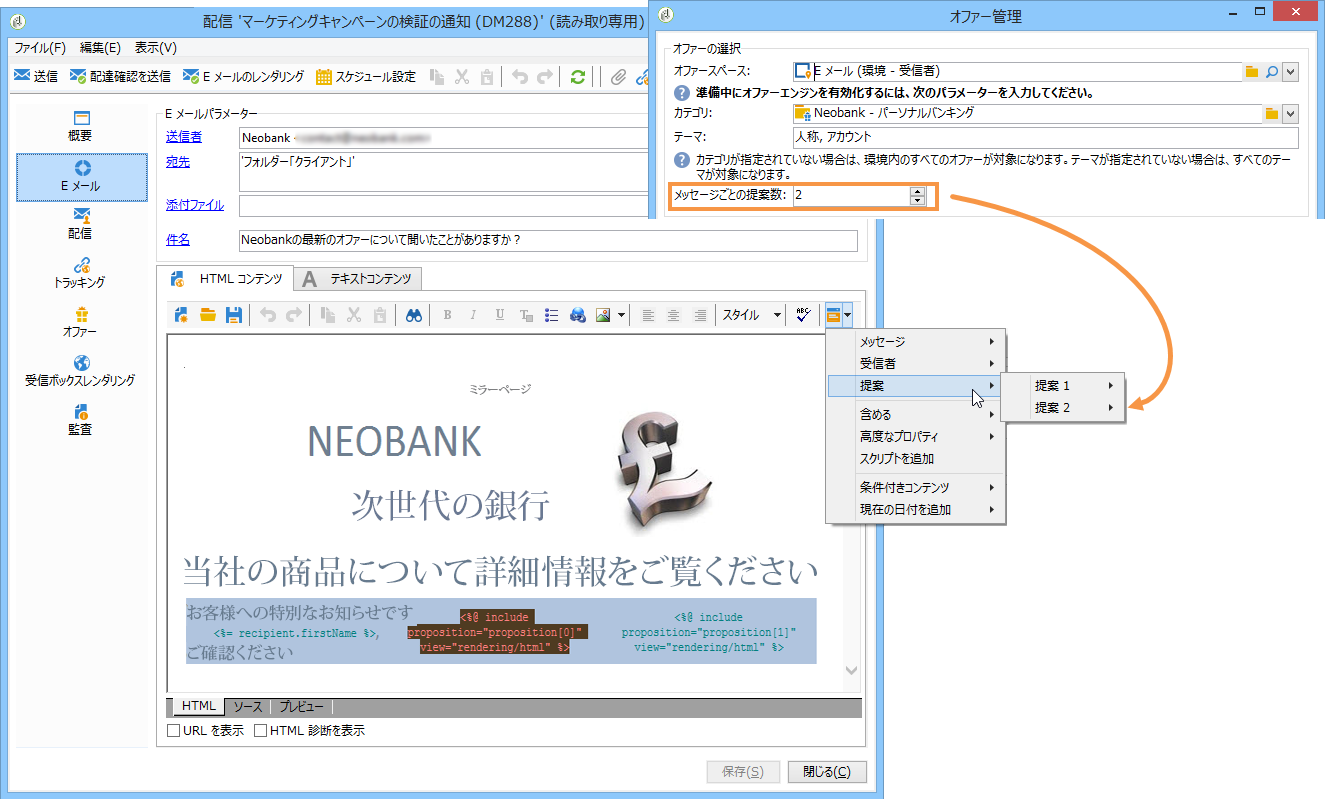 配信 'マーケティングキャンペーンの検証の通知 (DM288)' (読み取り専用)
ファイル(F) 編集(E) 表示(V)
送信 配達確認を送信 E メールのレンダリング スケジュール設定
オファー管理
オファーの選択
オファースペース: E メール (環境 - 受信者)
準備中にオファーエンジンを有効化するには、次のパラメーターを入力してください。
カテゴリ: Neobank - パーソナルバンキング
テーマ: 人称, アカウント
カテゴリが指定されていない場合は、環境内のすべてのオファーが対象になります。テーマが指定されていない場合は、すべてのテー
マが対象になります。
メッセージごとの提案数: 2
概要
E メール
配信
トラッキング
オファー
受信ボックスレンダリング
監査
E メールパラメーター
送信者 Neobank
宛先 'フォルダー「クライアント」'
添付ファイル
件名 Neobankの最新のオファーについて聞いたことがありますか？
HTML コンテンツ A テキストコンテンツ
B I U T スタイル ABC
メッセージ
受信者
提案
含める
高度なプロパティ
スクリプトを追加
条件付きコンテンツ
現在の日付を追加
提案 1
提案 2
ミラーページ
NEOBANK
次世代の銀行
当社の商品について詳細情報をご覧ください
お客様への特別なお知らせです
<%= recipient.firstName %>,
ご確認ください
<%@ include
proposition="proposition[0]"
view="rendering/html" %>
<%@ include
proposition="proposition[1]"
view="rendering/html" %>
HTML ソース プレビュー
URL を表示 HTML 診断を表示
保存(S) 閉じる(C)